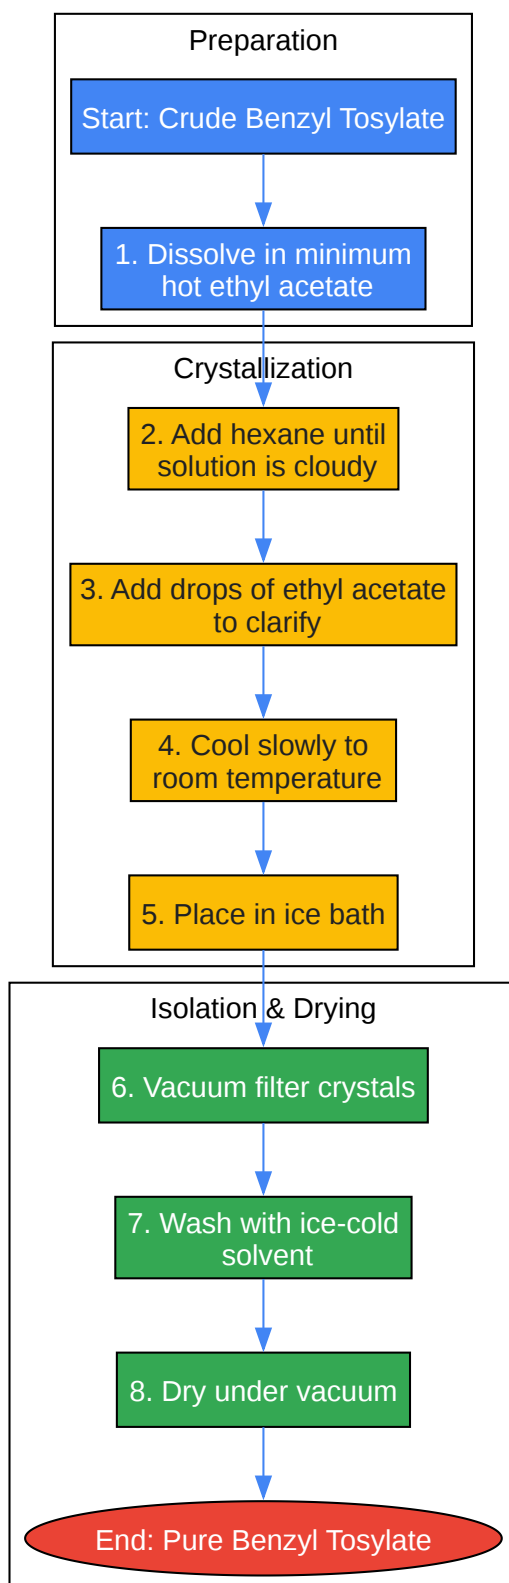 Preparation
Start: Crude Benzyl Tosylate
1. Dissolve in minimum
hot ethyl acetate
Crystallization
2. Add hexane until
solution is cloudy
3. Add drops of ethyl acetate
to clarify
4. Cool slowly to
room temperature
5. Place in ice bath
Isolation & Drying
6. Vacuum filter crystals
7. Wash with ice-cold
solvent
8. Dry under vacuum
End: Pure Benzyl Tosylate